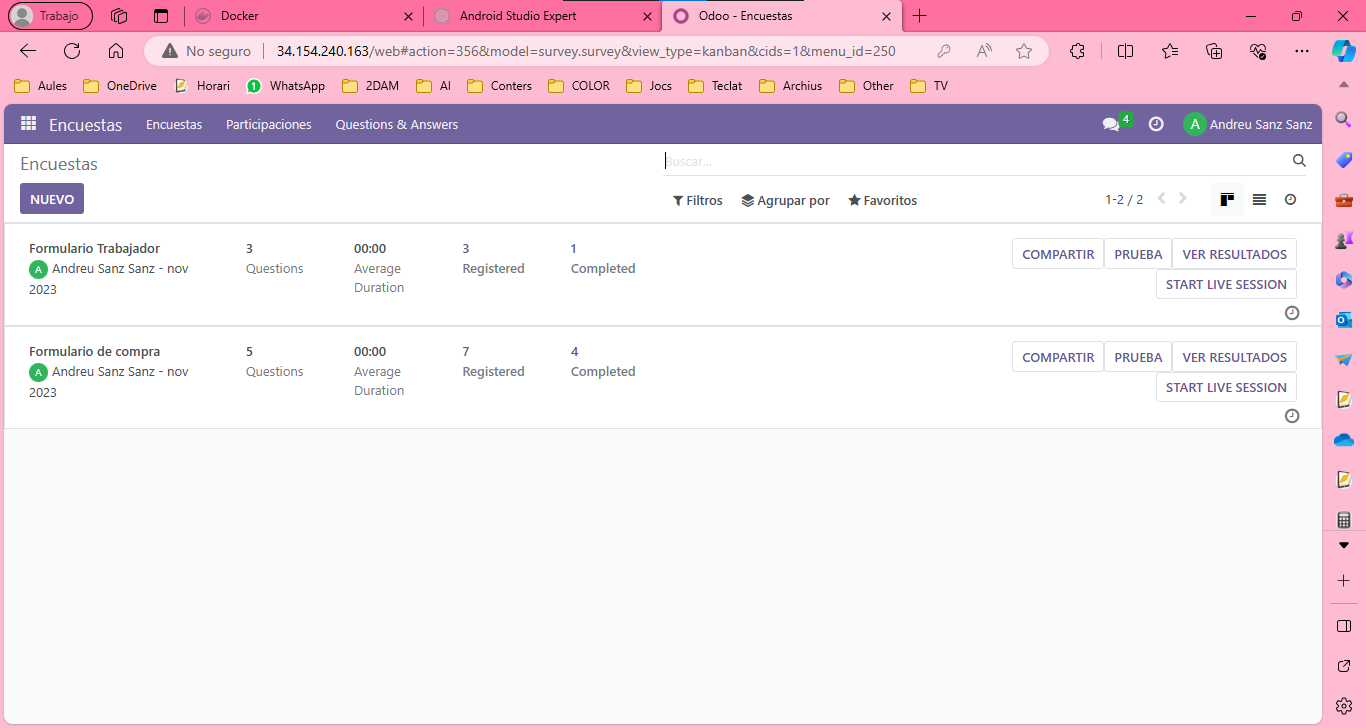 Trabajo
Docker
Android Studio Expert
Odoo - Encuestas
No seguro
34.154.240.163/web#action=356&model=survey.survey&view_type=kanban&cids=1&menu_id=250
Aules OneDrive Horari WhatsApp 2DAM AI Conters COLOR Jocs Teclat Archius Other TV
Encuestas Encuestas Participaciones Questions & Answers 4 A Andreu Sanz Sanz
Encuestas
Buscar...
NUEVO
Filtros Agrupar por Favoritos 1-2 / 2
Formulario Trabajador 3 00:00 3 1
A Andreu Sanz Sanz - nov 2023
Questions Average Duration Registered Completed
COMPARTIR PRUEBA VER RESULTADOS
START LIVE SESSION
Formulario de compra 5 00:00 7 4
A Andreu Sanz Sanz - nov 2023
Questions Average Duration Registered Completed
COMPARTIR PRUEBA VER RESULTADOS
START LIVE SESSION